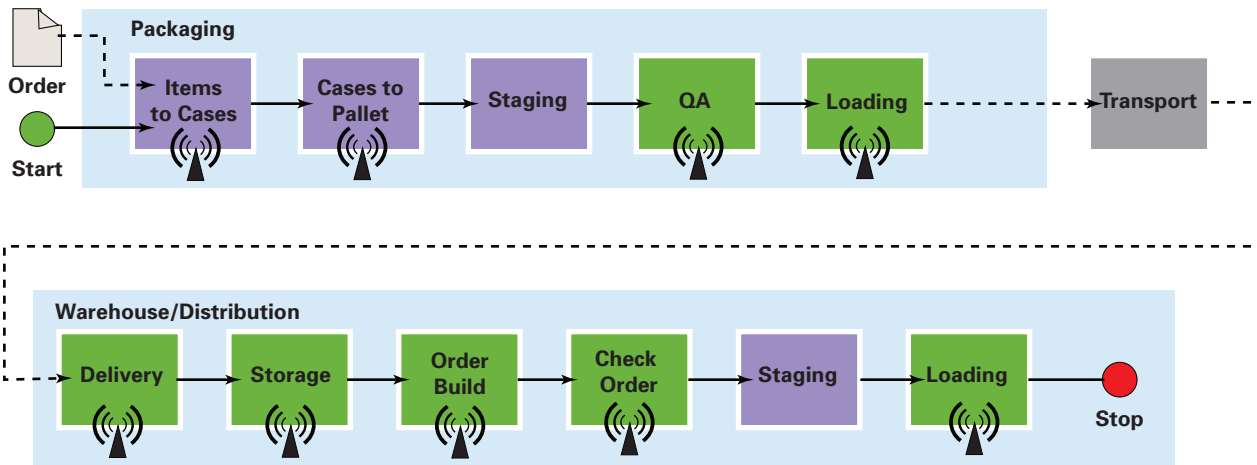 Packaging
Order
Start
Items
to Cases
Cases to
Pallet
Staging
QA
Loading
Transport
Warehouse/Distribution
Delivery
Storage
Order
Build
Check
Order
Staging
Loading
Stop